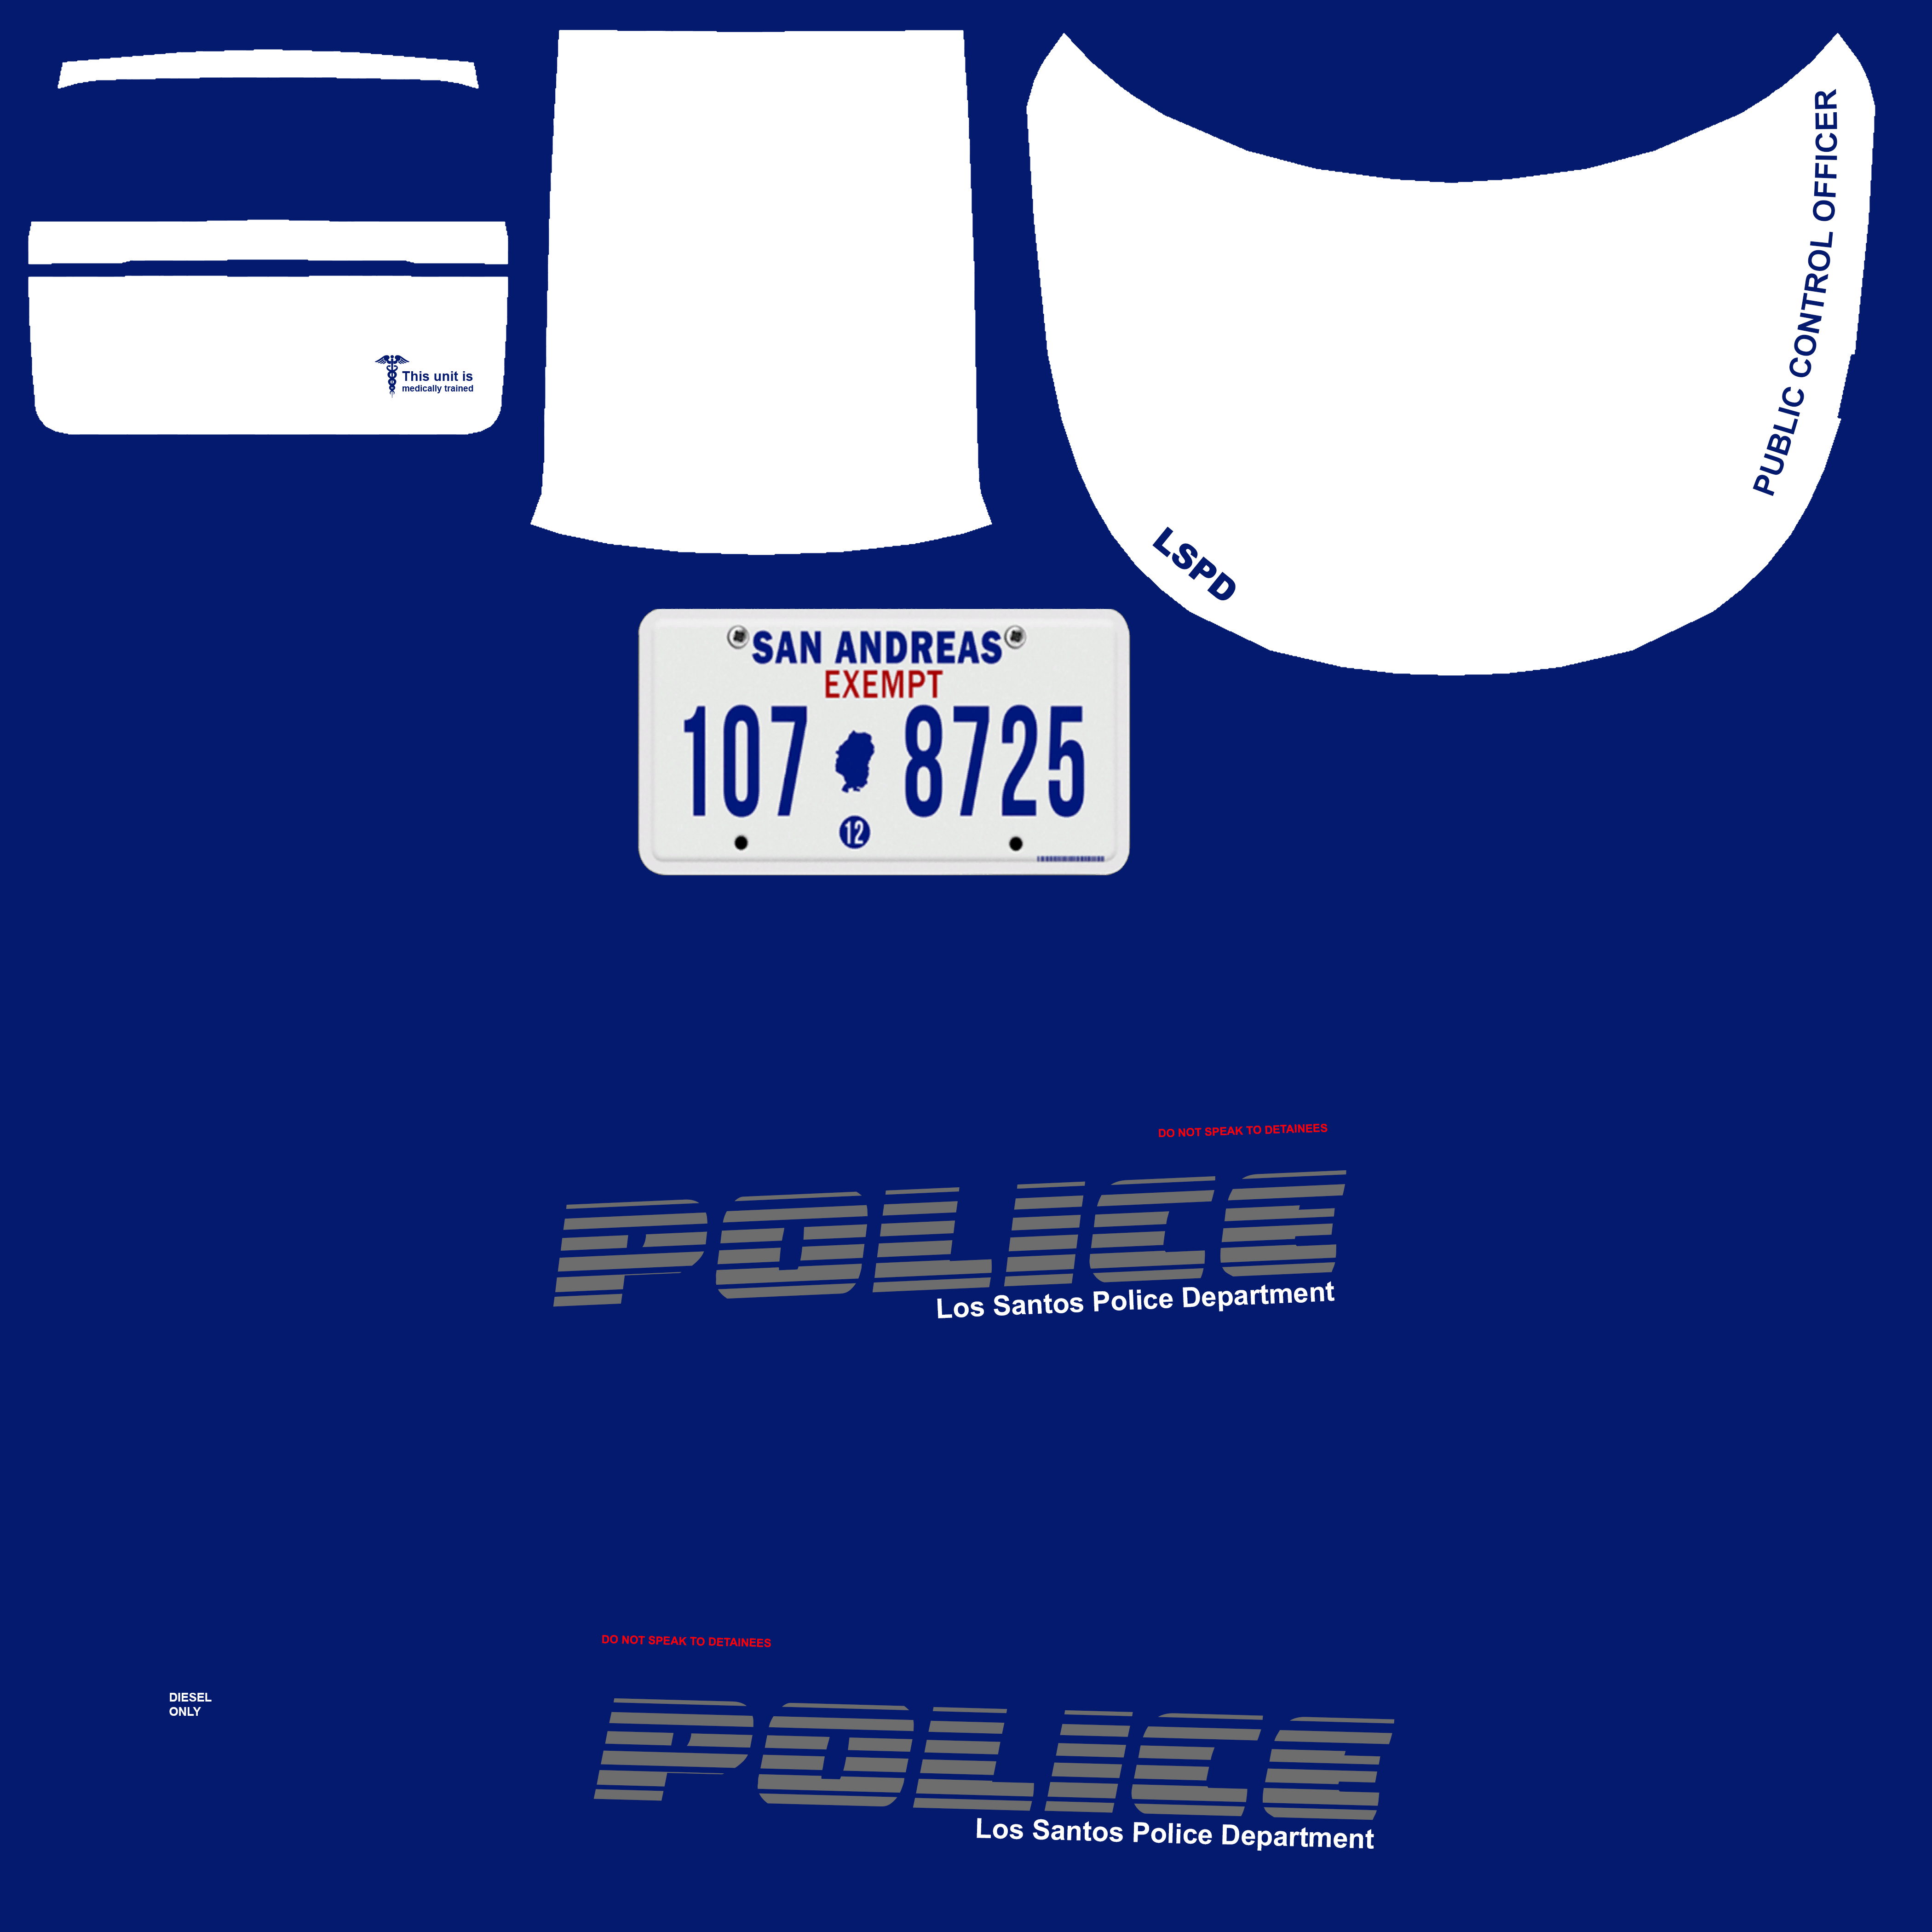 PUBLIC CONTROL OFFICER
This unit is
medically trained
LSPD
SAN ANDREAS
EXEMPT
107 8725
12
DO NOT SPEAK TO DETAINEES
POLICE
Los Santos Police Department
DO NOT SPEAK TO DETAINEES
DIESEL
ONLY
POLICE
Los Santos Police Department